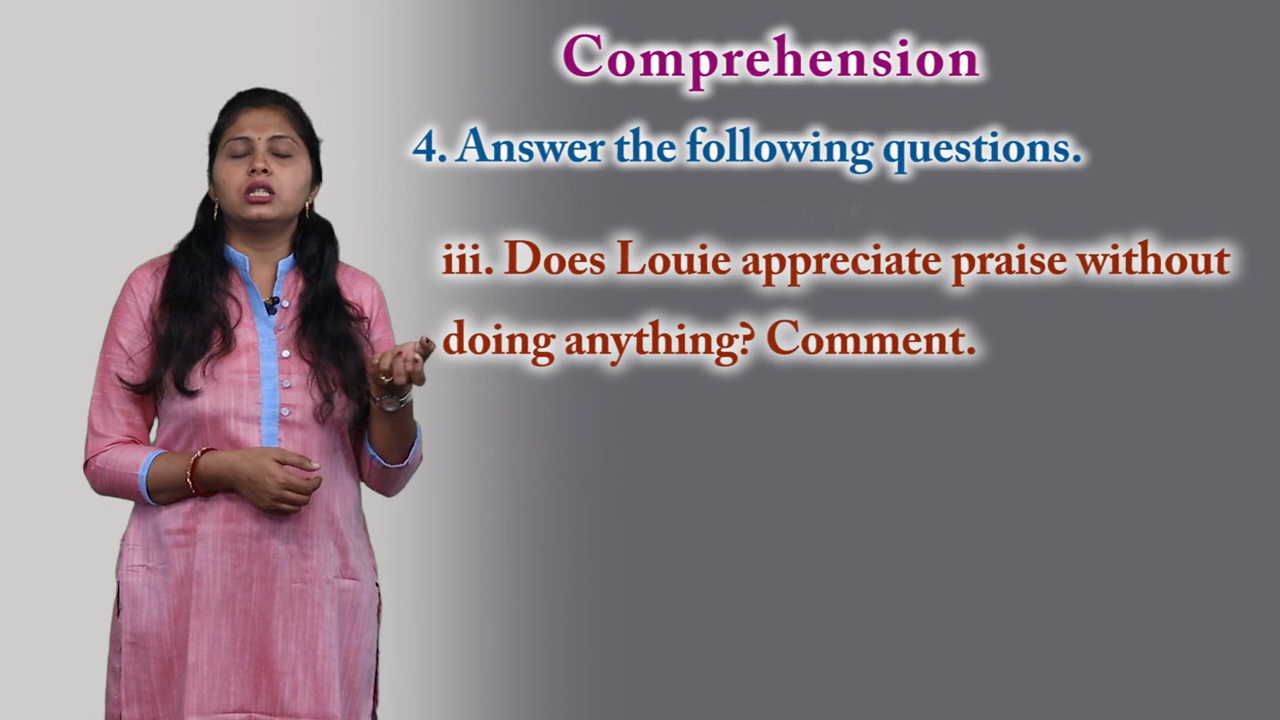 Comprehension
4. Answer the following questions.
iii. Does Louie appreciate praise without
doing anything? Comment.